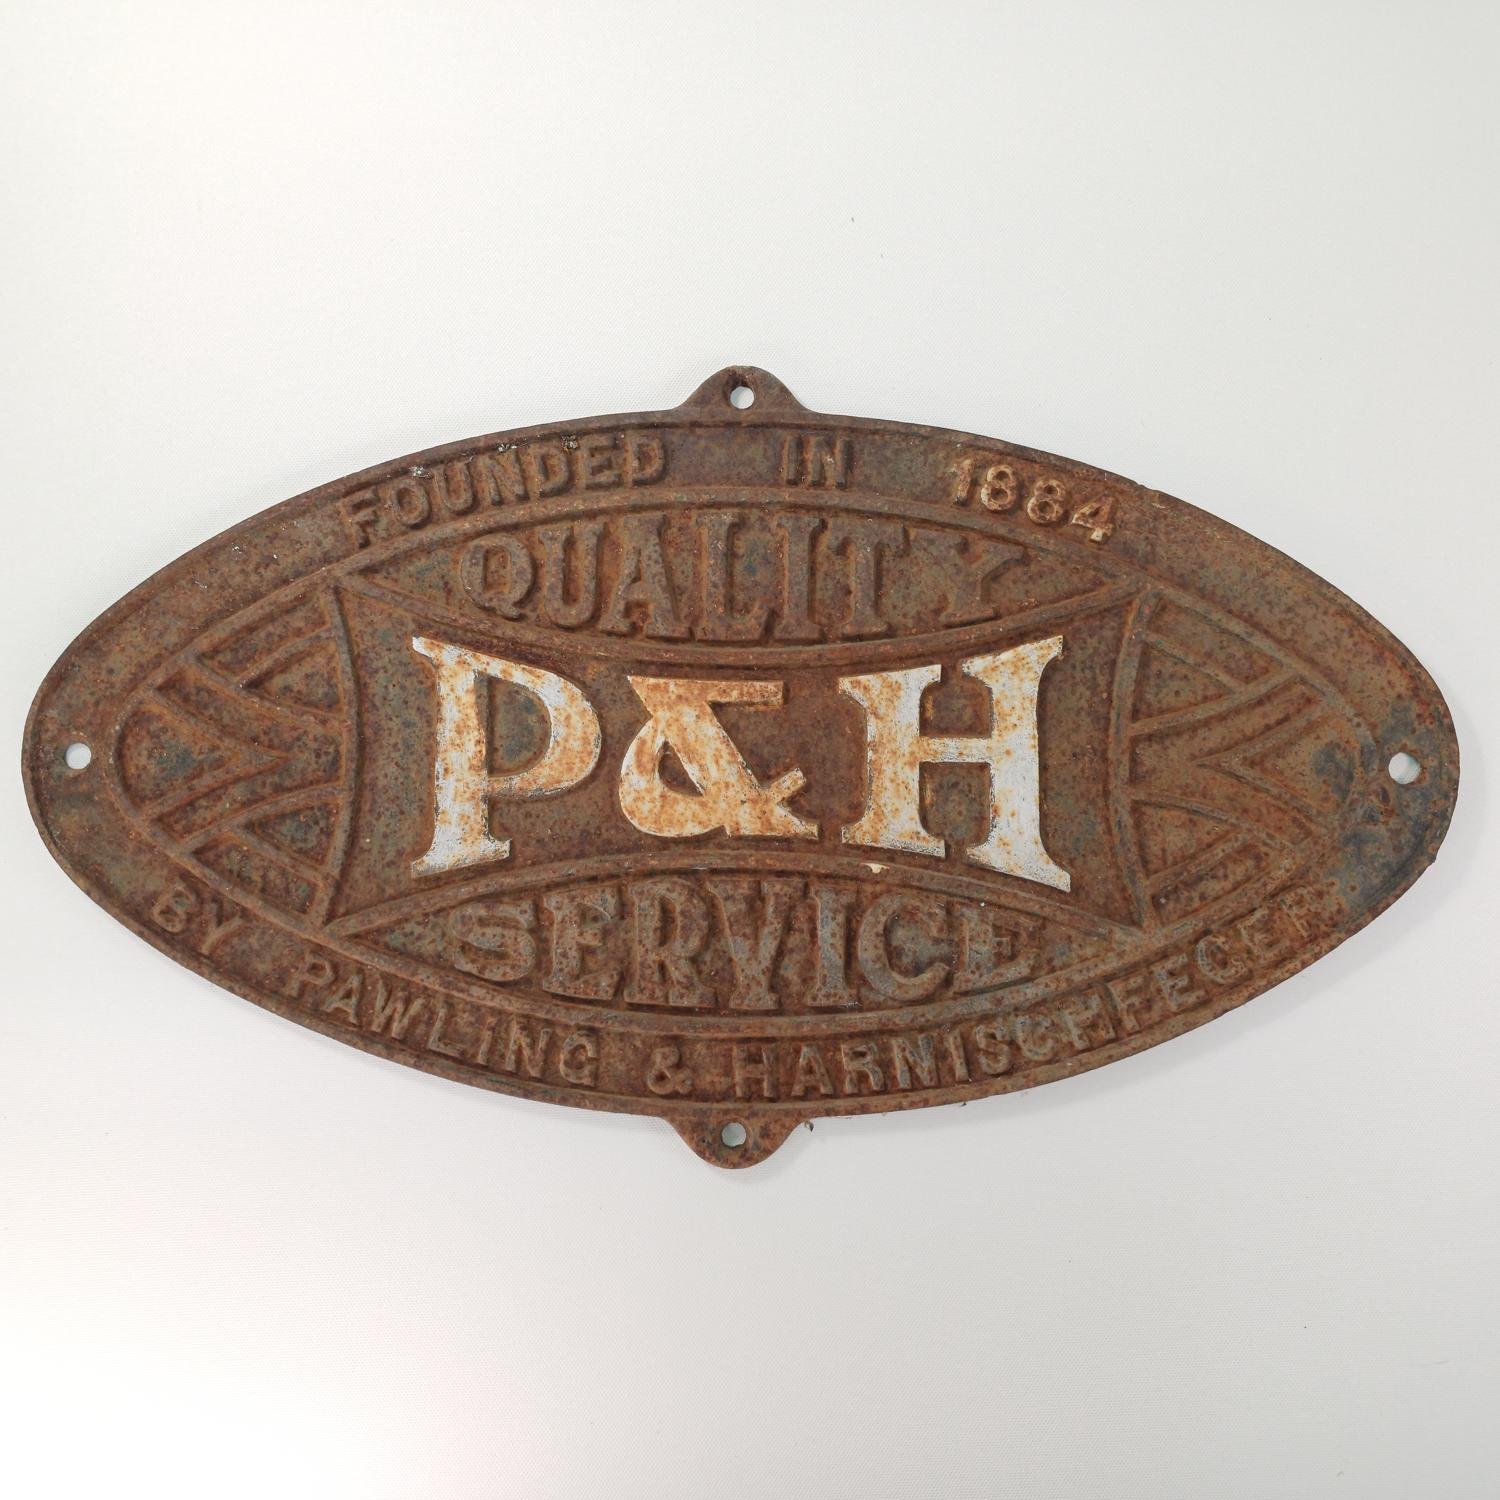 FOUNDED IN 1884
QUALITY
P&H
SERVICE
BY PAWLING & HARNISCHFEGER